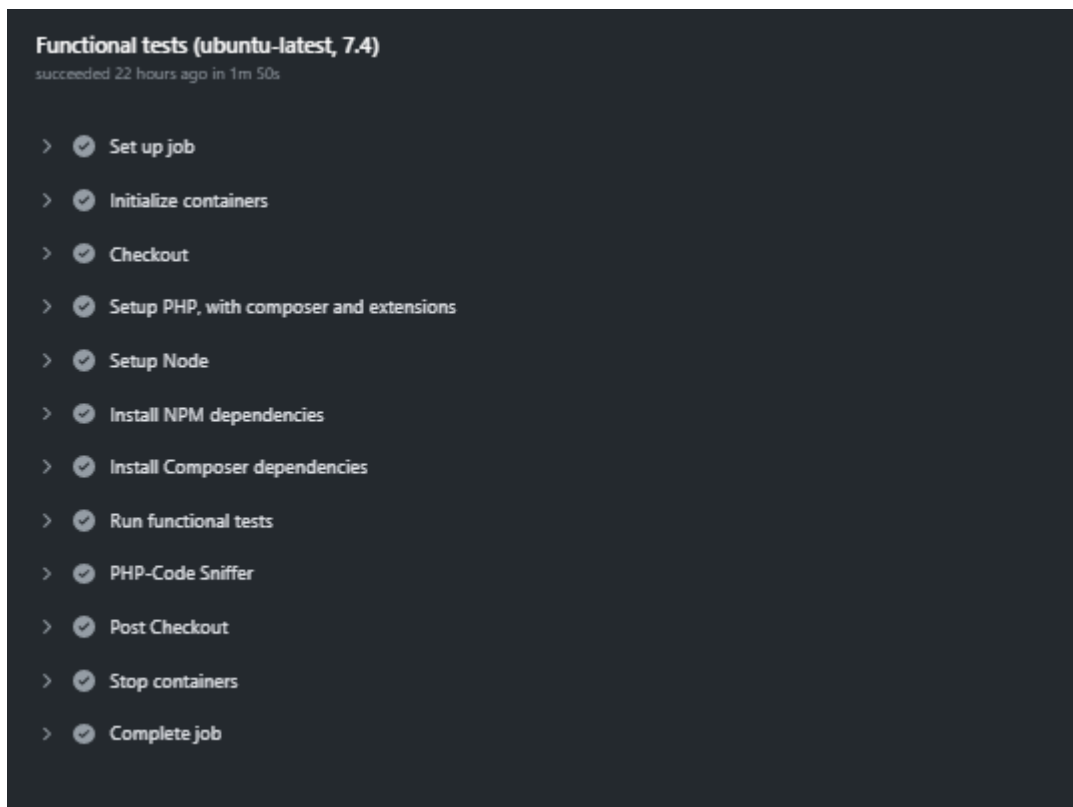 Functional tests (ubuntu-latest, 7.4)
succeeded 22 hours ago in 1m 50s
Set up job
Initialize containers
Checkout
Setup PHP, with composer and extensions
Setup Node
Install NPM dependencies
Install Composer dependencies
Run functional tests
PHP-Code Sniffer
Post Checkout
Stop containers
Complete job